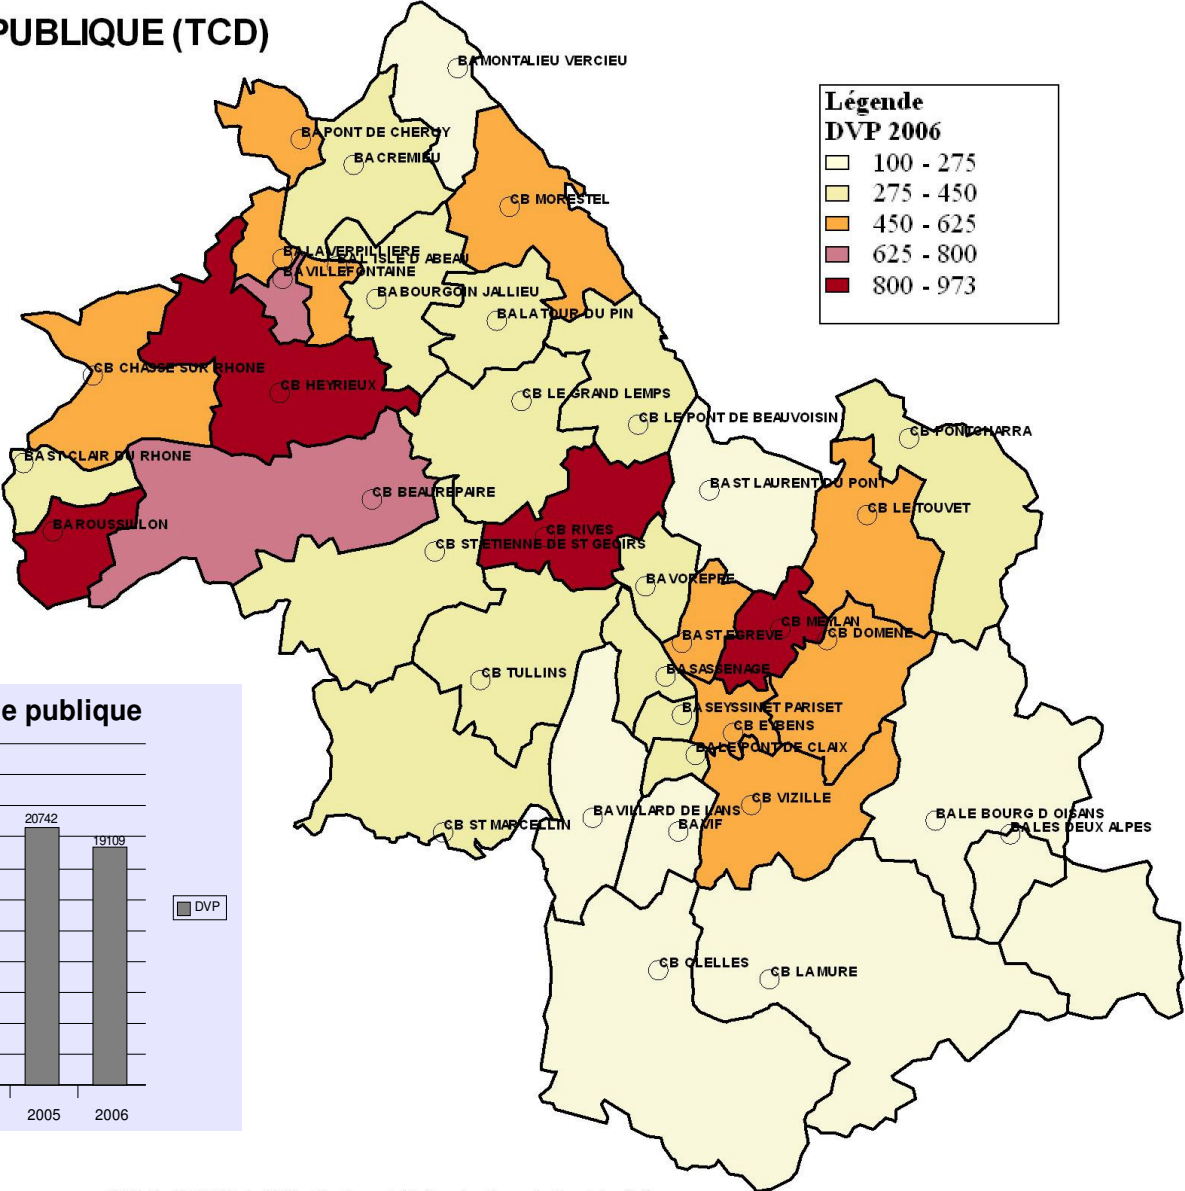 PUBLIQUE (TCD)
BA MONTALIEU VERCIEU
Légende
DVP 2006
100 - 275
275 - 450
450 - 625
625 - 800
800 - 973
BA PONT DE CHERUY
BA CREMIEU
CB MORESTEL
BA LA VERPILLIERE
BA L ISLE D ABEAU
BA VILLEFONTAINE
BA BOURGOIN JALLIEU
BA LA TOUR DU PIN
CB CHASSE SUR RHONE
CB HEYRIEUX
CB LE GRAND LEMPS
CB LE PONT DE BEAUVOISIN
CB PONTCHARRA
BA ST CLAIR DU RHONE
BA ST LAURENT DU PONT
CB BEAUREPAIRE
CB LE TOUVET
BA ROUSSILLON
CB RIVES
CB ST ETIENNE DE ST GEOIRS
BA VOREPPE
CB MEYLAN
BA ST EGREVE
CB DOMENE
CB TULLINS
BA SASSENAGE
BA SEYSSINET PARISET
CB EYBENS
BA LE PONT DE CLAIX
CB VIZILLE
BA VILLARD DE LANS
BA VIF
CB ST MARCELLIN
BA LE BOURG D OISANS
BA LES DEUX ALPES
CB CLELLES
CB LA MURE
e publique
20742
19109
DVP
2005
2006